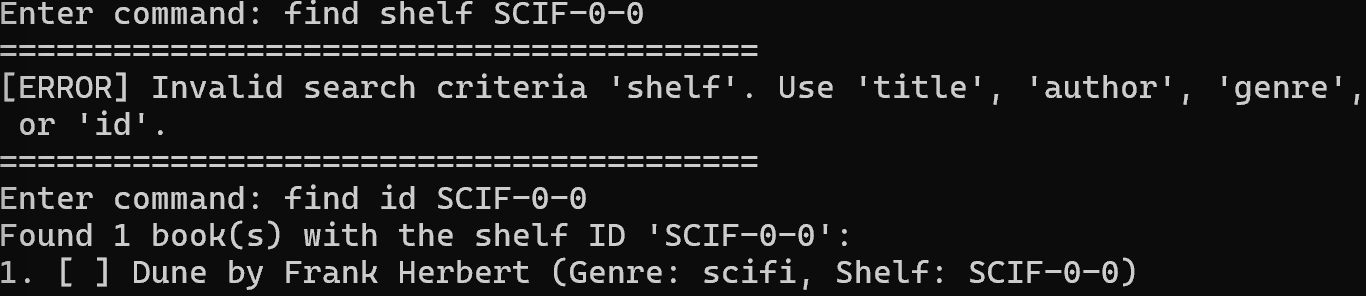 Enter command: find shelf SCIF-0-0
========================================
[ERROR] Invalid search criteria 'shelf'. Use 'title', 'author', 'genre',
 or 'id'.
========================================
Enter command: find id SCIF-0-0
Found 1 book(s) with the shelf ID 'SCIF-0-0':
1. [ ] Dune by Frank Herbert (Genre: scifi, Shelf: SCIF-0-0)